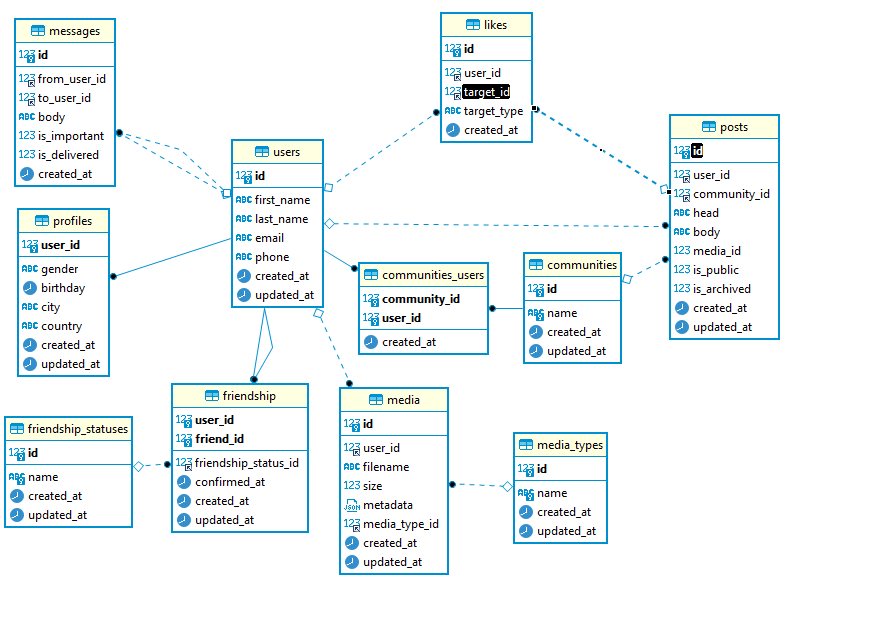 messages
123 id
123 from_user_id
123 to_user_id
ABC body
123 is_important
123 is_delivered
created_at
likes
123 id
123 user_id
123 target_id
ABC target_type
created_at
posts
123 id
123 user_id
123 community_id
ABC head
ABC body
123 media_id
123 is_public
123 is_archived
created_at
updated_at
users
123 id
ABC first_name
ABC last_name
ABC email
ABC phone
created_at
updated_at
profiles
123 user_id
ABC gender
birthday
ABC city
ABC country
created_at
updated_at
communities_users
123 community_id
123 user_id
created_at
communities
123 id
ABC name
created_at
updated_at
friendship
123 user_id
123 friend_id
123 friendship_status_id
confirmed_at
created_at
updated_at
media
123 id
123 user_id
ABC filename
123 size
JSON metadata
123 media_type_id
created_at
updated_at
friendship_statuses
123 id
ABC name
created_at
updated_at
media_types
123 id
ABC name
created_at
updated_at